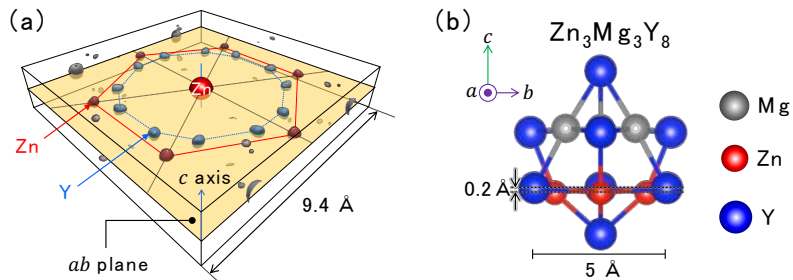 (a)
Zn
Zn
Y
c axis
9.4 Å
ab plane
(b)
Zn₃Mg₃Y₈
c
a
b
0.2 Å
5 Å
Mg
Zn
Y